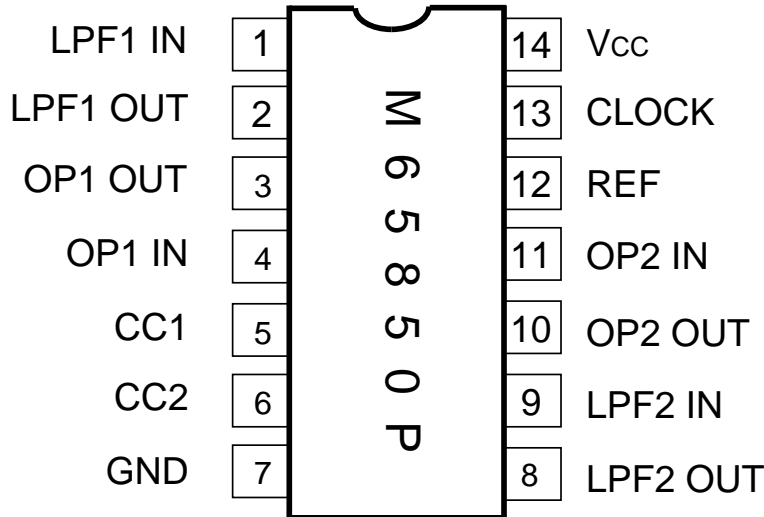 LPF1 IN 1 14 Vcc
LPF1 OUT 2 13 CLOCK
OP1 OUT 3 12 REF
OP1 IN 4 11 OP2 IN
CC1 5 10 OP2 OUT
CC2 6 9 LPF2 IN
GND 7 8 LPF2 OUT
M65850P